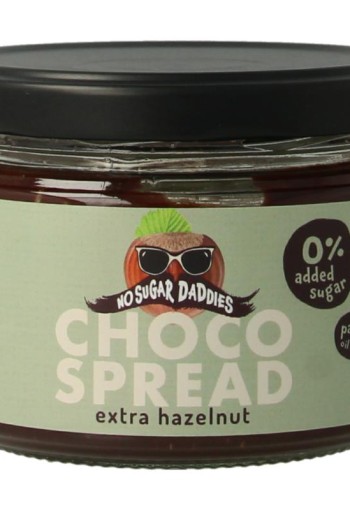 NO SUGAR DADDIES
CHOCO
SPREAD
extra hazelnut
0%
added
sugar